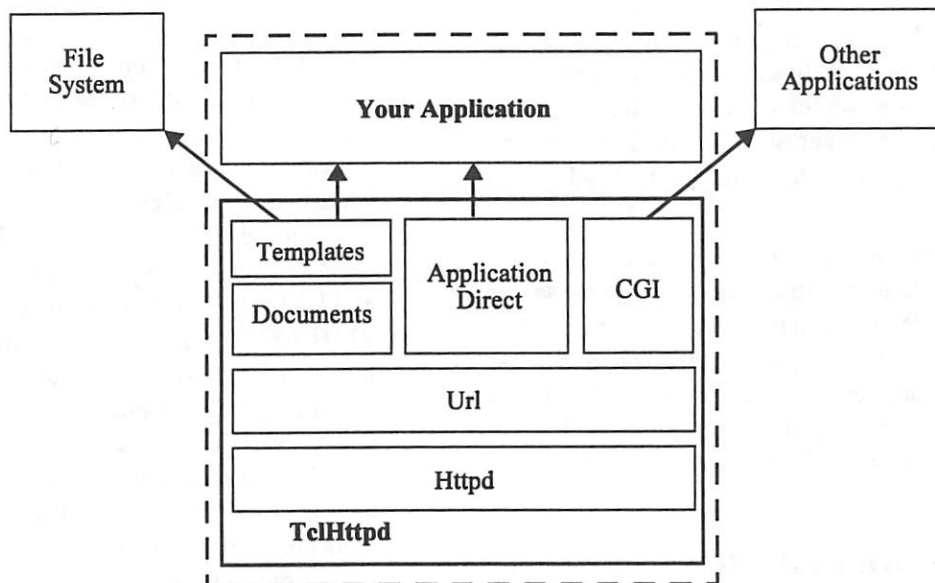 File
System
Other
Applications
Your Application
Templates
Documents
Application
Direct
CGI
Url
Httpd
TclHttpd